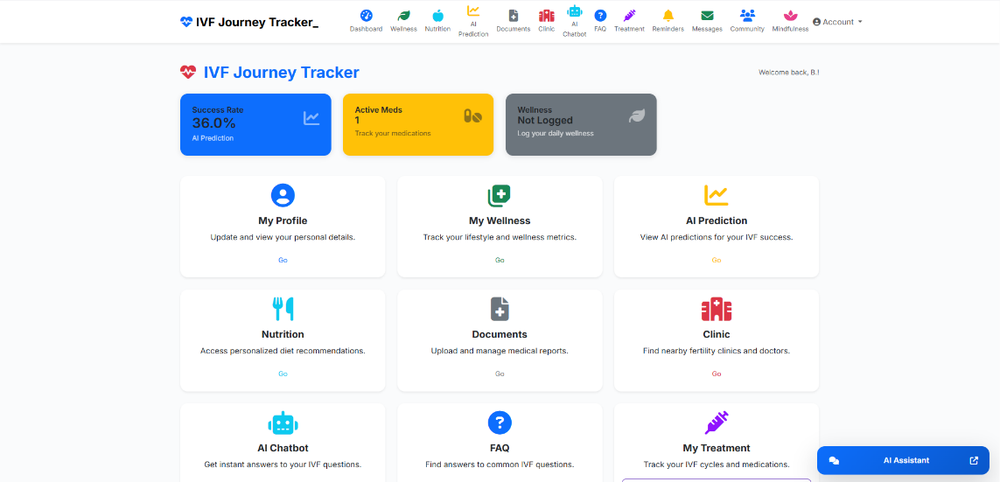 IVF Journey Tracker_
Dashboard
Wellness
Nutrition
AI
Prediction
Documents
Clinic
AI
Chatbot
FAQ
Treatment
Reminders
Messages
Community
Mindfulness
Account
IVF Journey Tracker
Welcome back, B.!
Success Rate
36.0%
AI Prediction
Active Meds
1
Track your medications
Wellness
Not Logged
Log your daily wellness
My Profile
Update and view your personal details.
Go
My Wellness
Track your lifestyle and wellness metrics.
Go
AI Prediction
View AI predictions for your IVF success.
Go
Nutrition
Access personalized diet recommendations.
Go
Documents
Upload and manage medical reports.
Go
Clinic
Find nearby fertility clinics and doctors.
Go
AI Chatbot
Get instant answers to your IVF questions.
FAQ
Find answers to common IVF questions.
My Treatment
Track your IVF cycles and medications.
AI Assistant